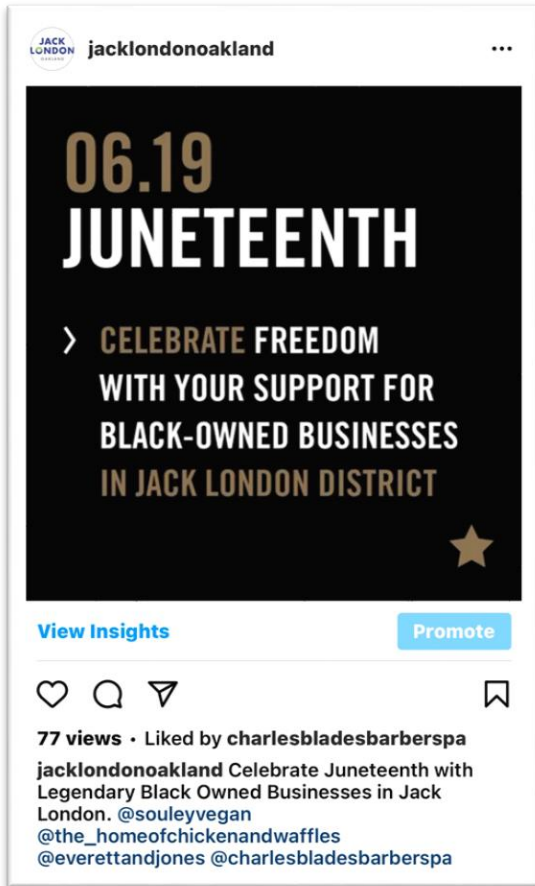 JACK
LONDON
OAKLAND
jacklondonoakland
06.19
JUNETEENTH
CELEBRATE FREEDOM
WITH YOUR SUPPORT FOR
BLACK-OWNED BUSINESSES
IN JACK LONDON DISTRICT
View Insights
Promote
77 views · Liked by charlesbladesbarberspa
jacklondonoakland Celebrate Juneteenth with
Legendary Black Owned Businesses in Jack
London. @souleyvegan
@the_homeofchickenandwaffles
@everettandjones @charlesbladesbarberspa